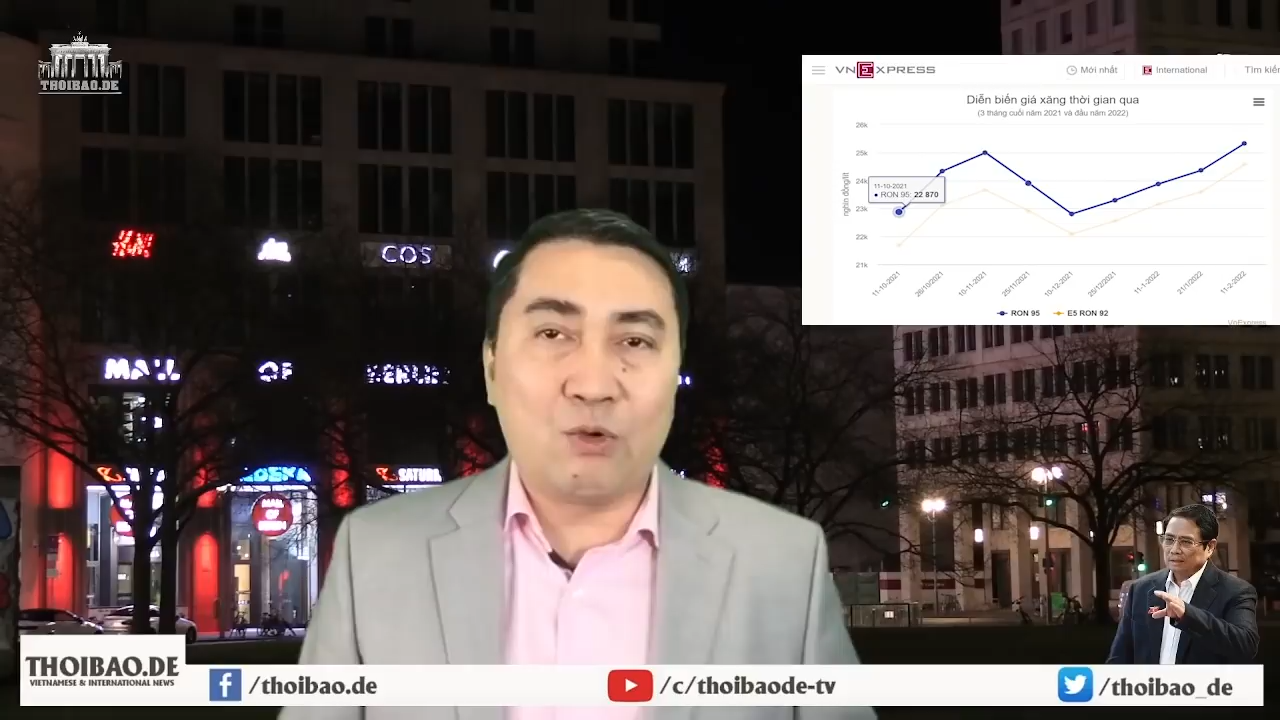 THOIBAO.DE
VNEXPRESS
Mới nhất
International
Tìm kiếm
Diễn biến giá xăng thời gian qua
(3 tháng cuối năm 2021 và đầu năm 2022)
nghìn đồng/lít
26k
25k
24k
23k
22k
21k
11-10-2021
RON 95: 22 870
11-10-2021
26/10/2021
10-11-2021
25/11/2021
10-12-2021
25/12/2021
11-1-2022
21/1/2022
11-2-2022
RON 95
E5 RON 92
VnExpress
H&M
COS
MALL OF BERLIN
EDEKA
SATURN
MALL OF BERLIN
THOIBAO.DE
VIETNAMESE & INTERNATIONAL NEWS
/thoibao.de
/c/thoibaode-tv
/thoibao_de